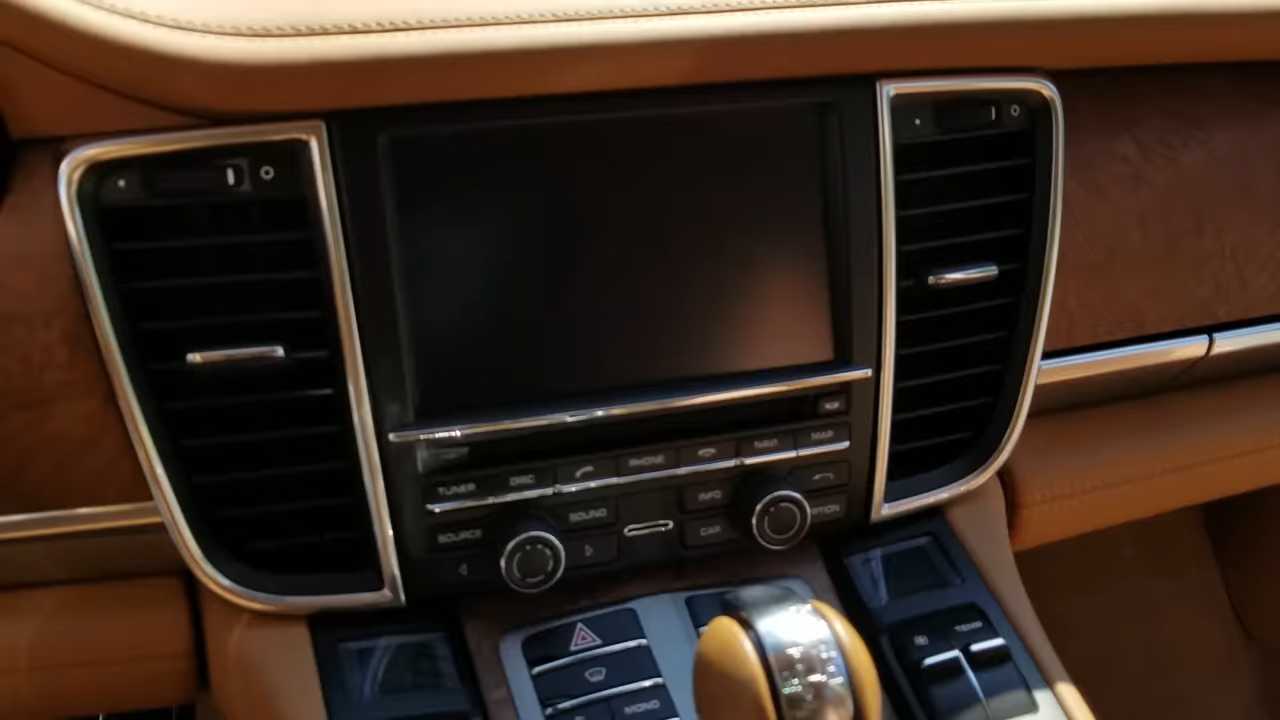 TUNER DISC PHONE NAVI MAP
SOURCE SOUND INFO
CAR OPTION
TEMP
MONO